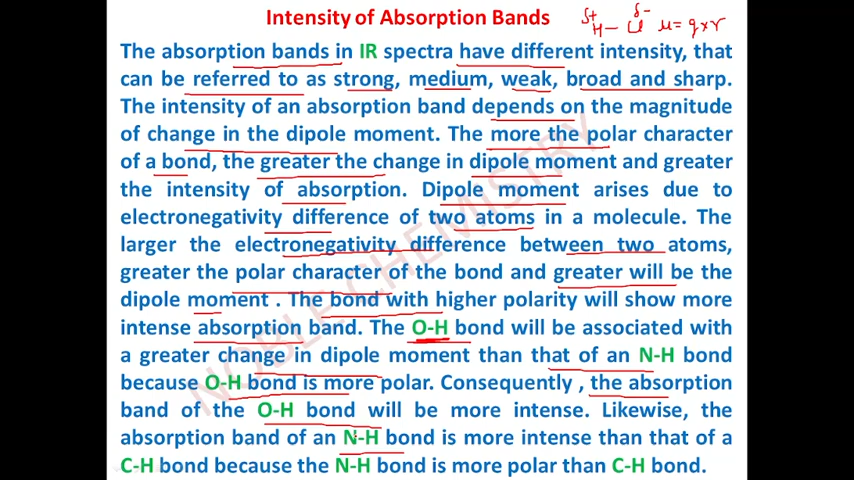 Intensity of Absorption Bands
δ+ δ-
H - Cl μ = q×r
The absorption bands in IR spectra have different intensity, that
can be referred to as strong, medium, weak, broad and sharp.
The intensity of an absorption band depends on the magnitude
of change in the dipole moment. The more the polar character
of a bond, the greater the change in dipole moment and greater
the intensity of absorption. Dipole moment arises due to
electronegativity difference of two atoms in a molecule. The
larger the electronegativity difference between two atoms,
greater the polar character of the bond and greater will be the
dipole moment . The bond with higher polarity will show more
intense absorption band. The O-H bond will be associated with
a greater change in dipole moment than that of an N-H bond
because O-H bond is more polar. Consequently , the absorption
band of the O-H bond will be more intense. Likewise, the
absorption band of an N-H bond is more intense than that of a
C-H bond because the N-H bond is more polar than C-H bond.
NOBLE CHEMISTRY